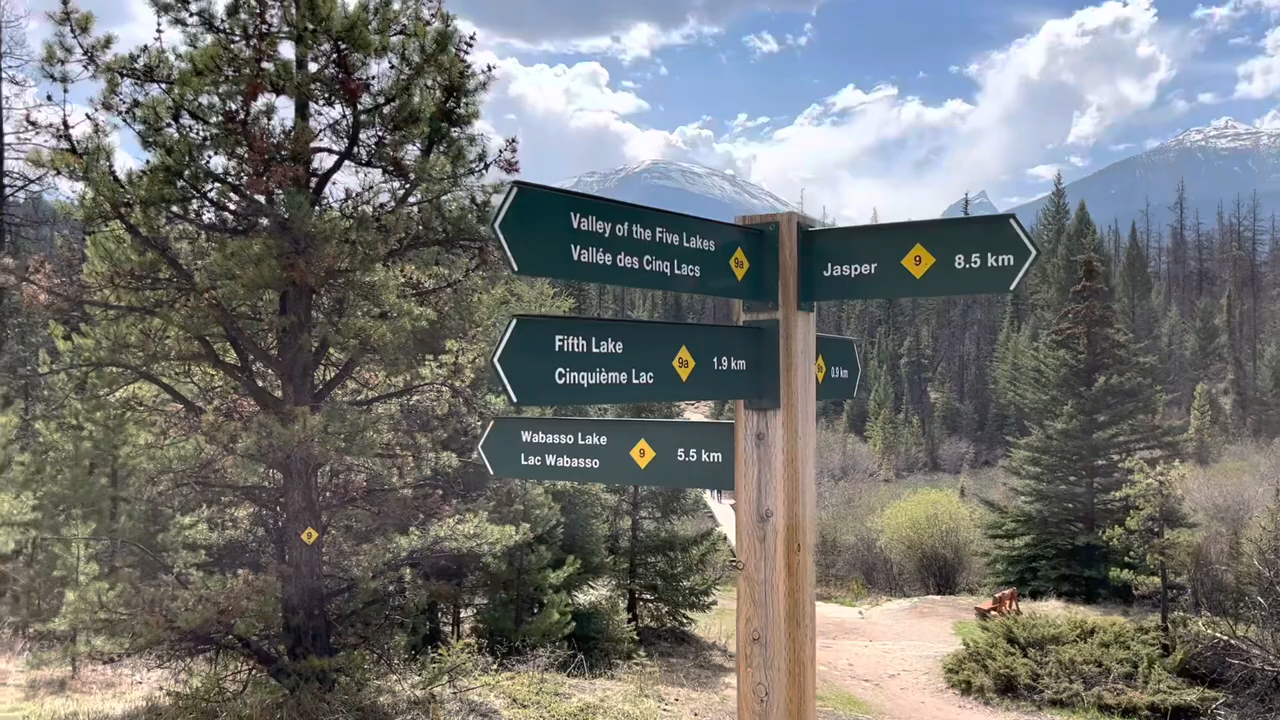 Valley of the Five Lakes
Vallée des Cinq Lacs
9a
Jasper 9 8.5 km
Fifth Lake
Cinquième Lac
9a 1.9 km
9a 0.9 km
Wabasso Lake
Lac Wabasso
9 5.5 km
9